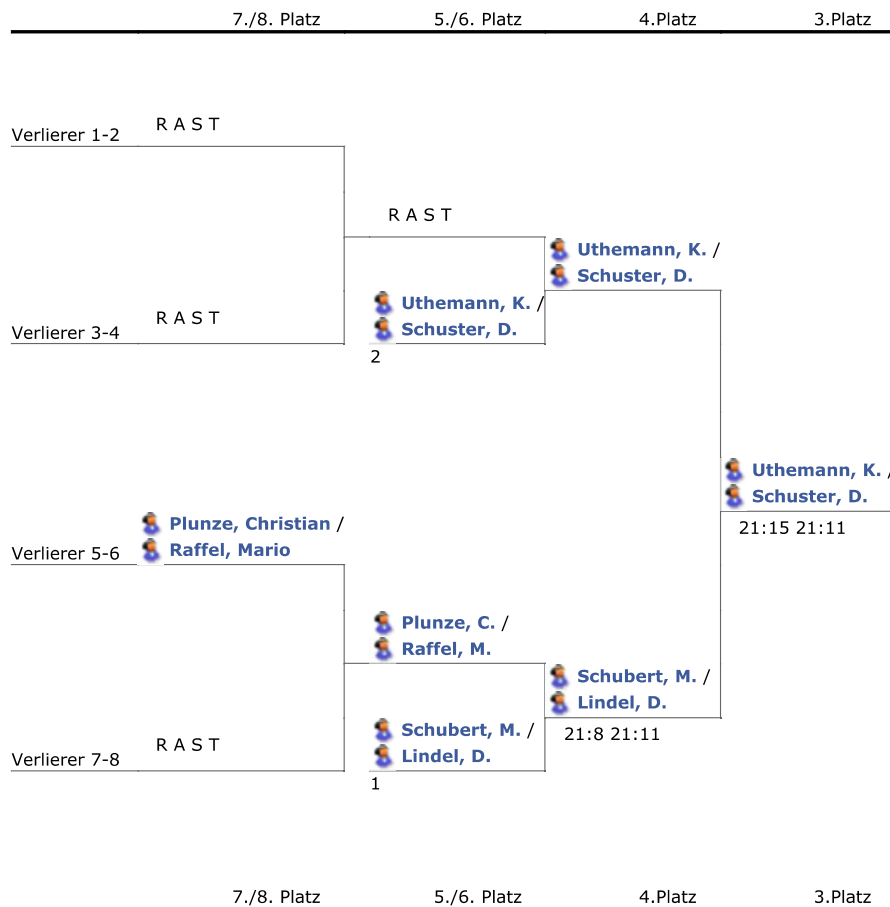 7./8. Platz 5./6. Platz 4.Platz 3.Platz
R A S T
Verlierer 1-2
R A S T
Uthemann, K. /
Schuster, D.
Uthemann, K. /
R A S T
Schuster, D.
Verlierer 3-4
2
Uthemann, K. /
Schuster, D.
Plunze, Christian /
21:15 21:11
Raffel, Mario
Verlierer 5-6
Plunze, C. /
Raffel, M.
Schubert, M. /
Lindel, D.
Schubert, M. /
21:8 21:11
R A S T
Lindel, D.
Verlierer 7-8
1
7./8. Platz 5./6. Platz 4.Platz 3.Platz